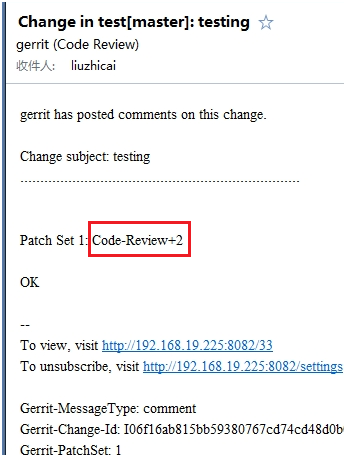 Change in test[master]: testing
gerrit (Code Review)
收件人: liuzhicai
gerrit has posted comments on this change.
Change subject: testing
......................................................................
Patch Set 1: Code-Review+2
OK
--
To view, visit http://192.168.19.225:8082/33
To unsubscribe, visit http://192.168.19.225:8082/settings
Gerrit-MessageType: comment
Gerrit-Change-Id: I06f16ab815bb59380767cd74cd48d0b
Gerrit-PatchSet: 1